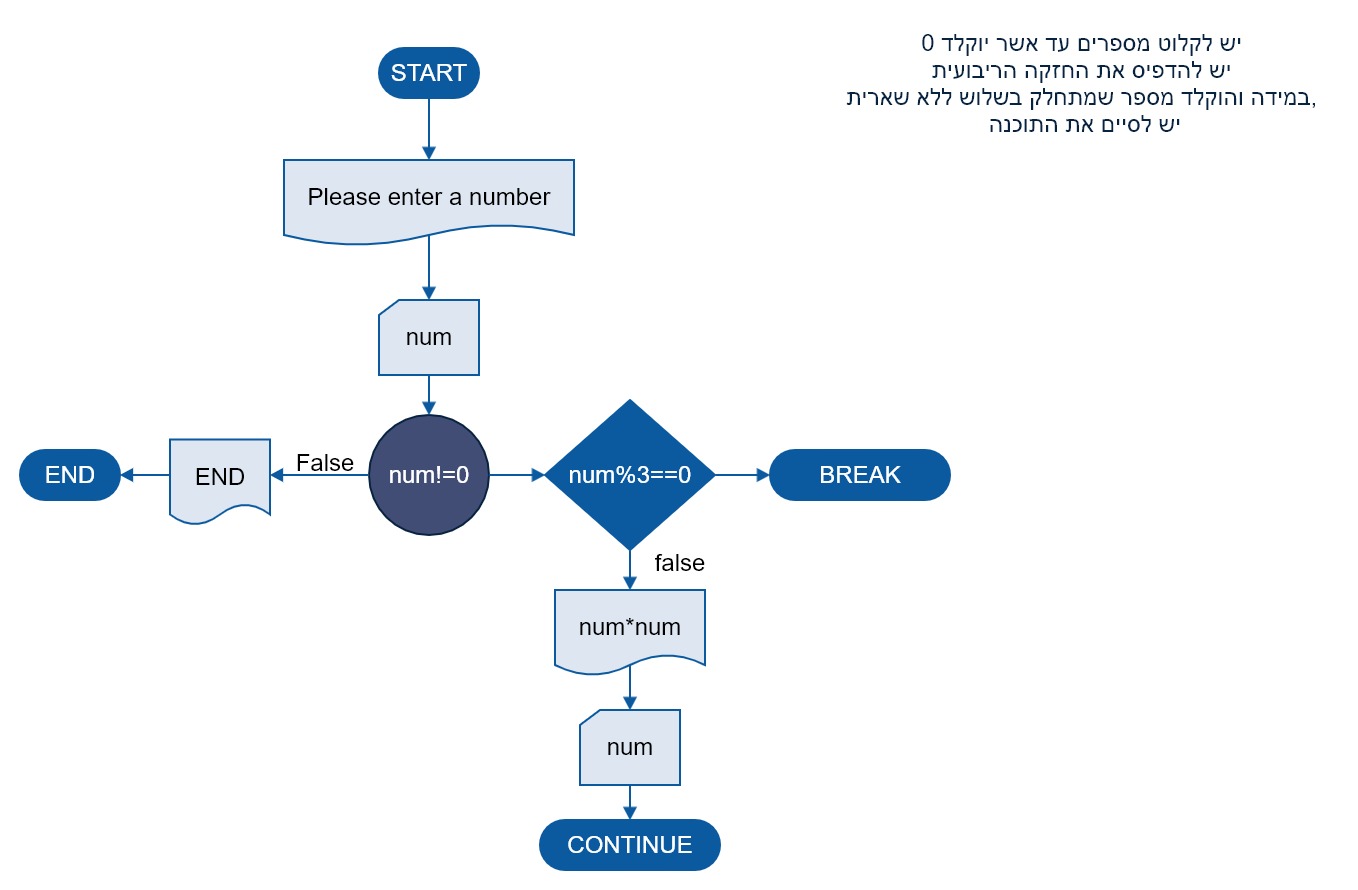 יש לקלוט מספרים עד אשר יוקלד 0
יש להדפיס את החזקה הריבועית
במידה והוקלד מספר שמתחלק בשלוש ללא שארית,
יש לסיים את התוכנה
START
Please enter a number
num
END
END
False
num!=0
num%3==0
BREAK
false
num*num
num
CONTINUE